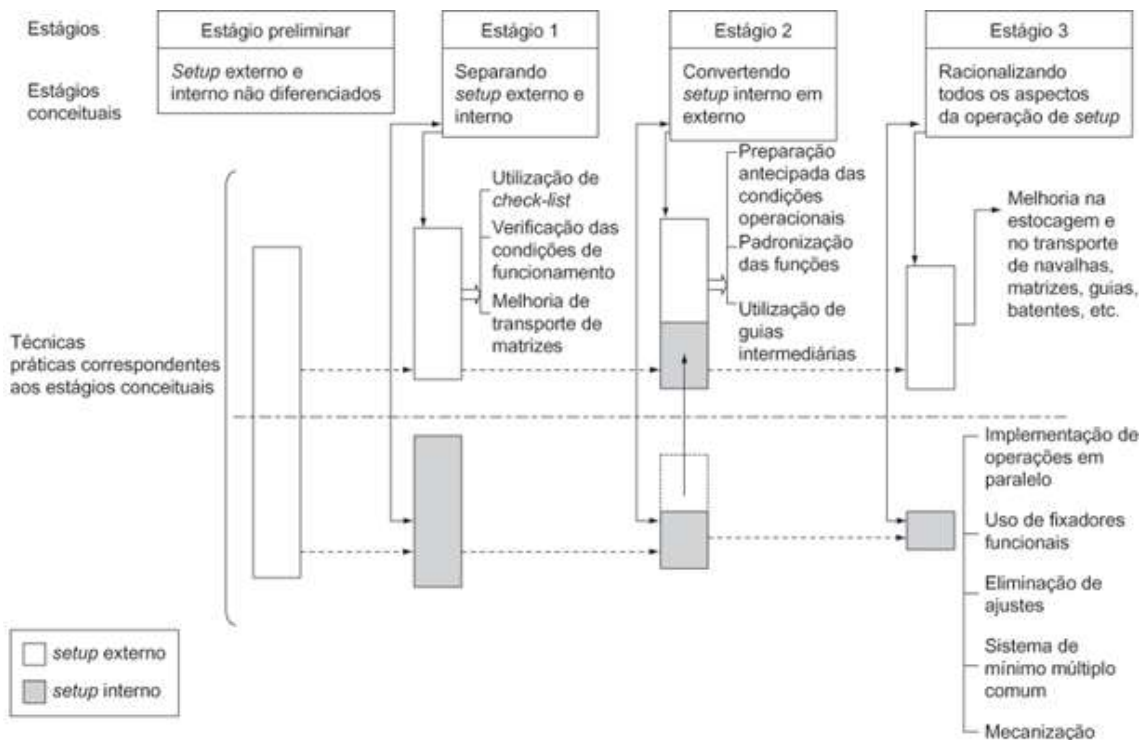 Estágios
Estágio preliminar
Estágio 1
Estágio 2
Estágio 3
Estágios
conceituais
Setup externo e
interno não diferenciados
Separando
setup externo e
interno
Convertendo
setup interno em
externo
Racionalizando
todos os aspectos
da operação de setup
Técnicas
práticas correspondentes
aos estágios conceituais
Utilização de
check-list
Verificação das
condições de
funcionamento
Melhoria de
transporte de
matrizes
Preparação
antecipada das
condições
operacionais
Padronização
das funções
Utilização de
guias
intermediárias
Melhoria na
estocagem e
no transporte
de navalhas,
matrizes, guias,
batentes, etc.
Implementação de
operações em
paralelo
Uso de fixadores
funcionais
Eliminação de
ajustes
Sistema de
mínimo múltiplo
comum
Mecanização
setup externo
setup interno